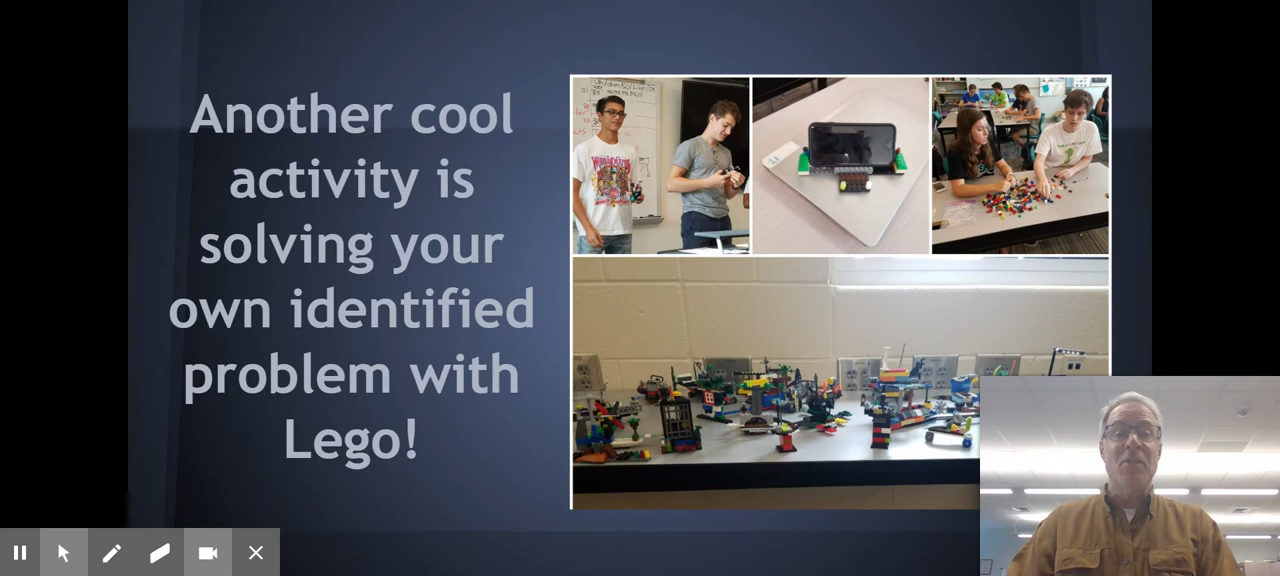 Another cool
activity is
solving your
own identified
problem with
Lego!